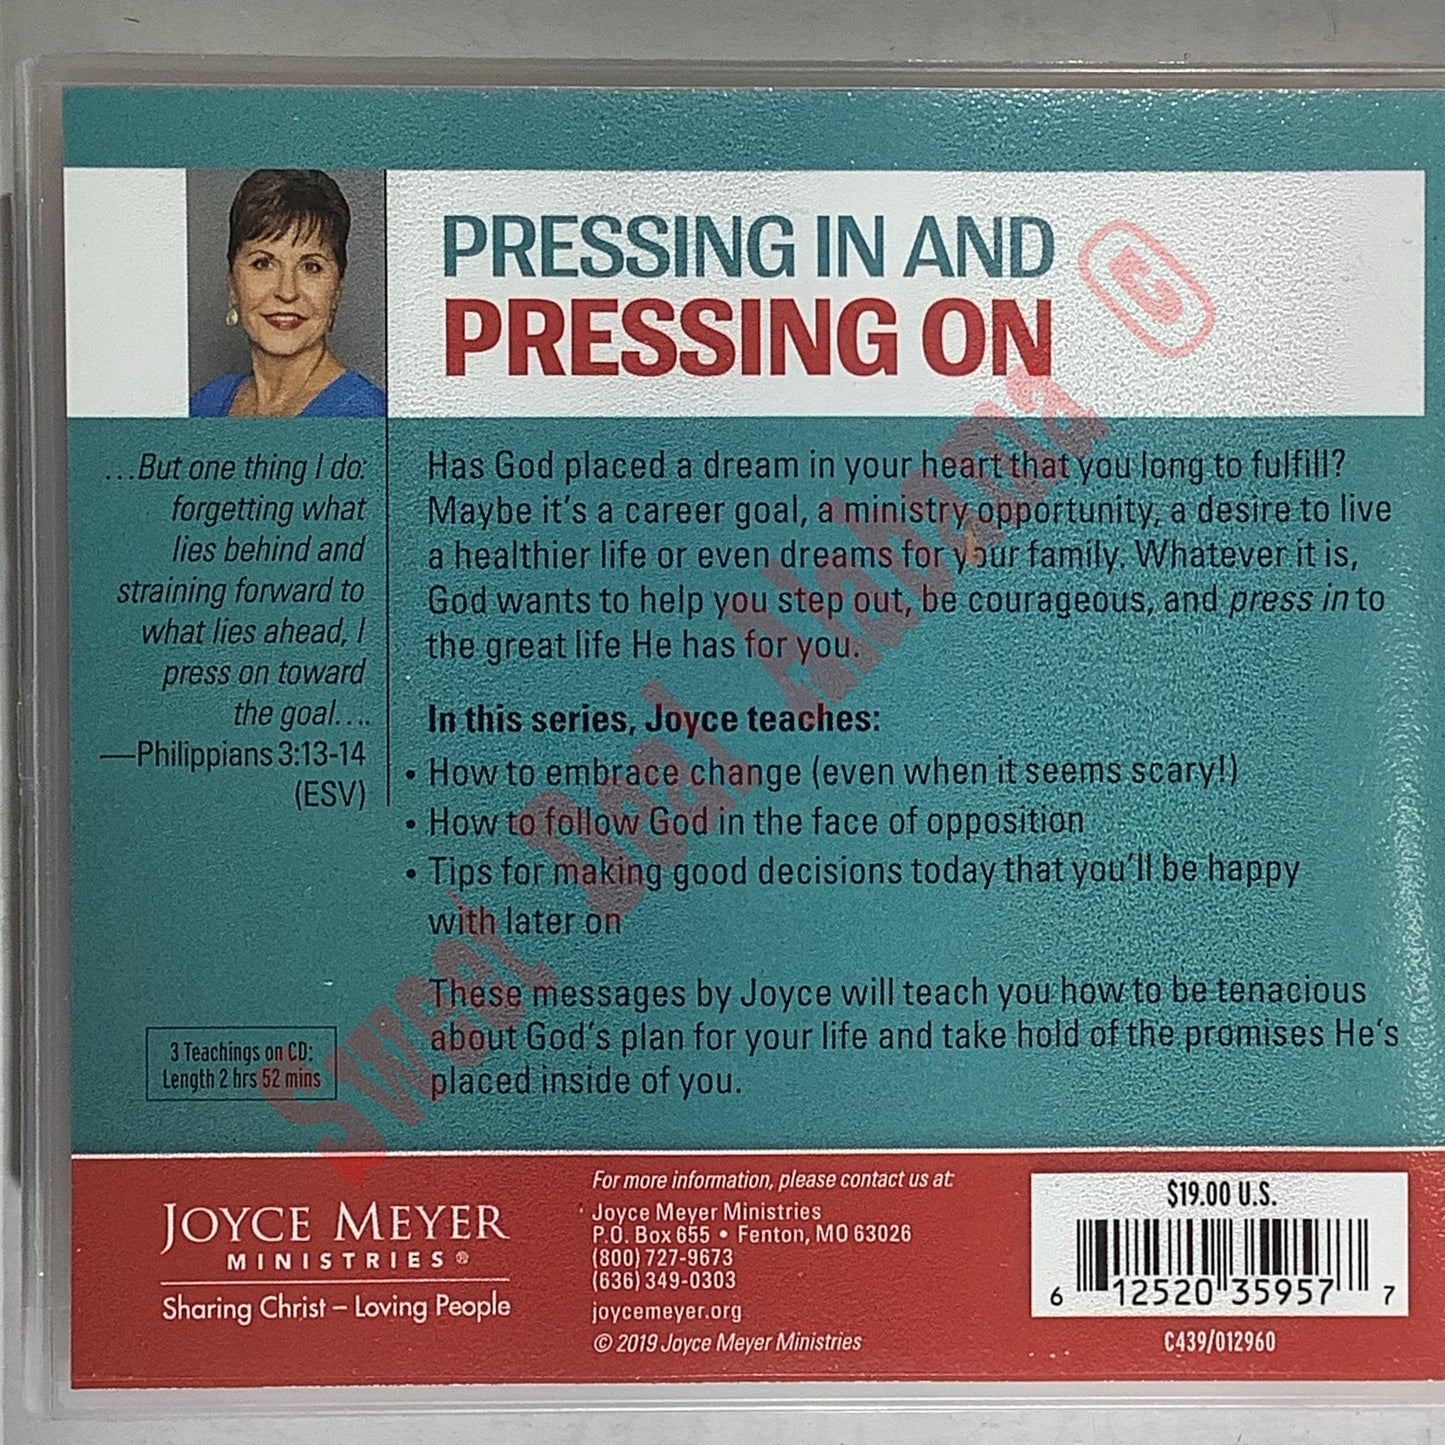 PRESSING IN AND
PRESSING ON
…But one thing I do:
forgetting what
lies behind and
straining forward to
what lies ahead, I
press on toward
the goal….
—Philippians 3:13-14
(ESV)
Has God placed a dream in your heart that you long to fulfill?
Maybe it's a career goal, a ministry opportunity, a desire to live
a healthier life or even dreams for your family. Whatever it is,
God wants to help you step out, be courageous, and press in to
the great life He has for you.
In this series, Joyce teaches:
• How to embrace change (even when it seems scary!)
• How to follow God in the face of opposition
• Tips for making good decisions today that you'll be happy
with later on
These messages by Joyce will teach you how to be tenacious
about God's plan for your life and take hold of the promises He's
placed inside of you.
3 Teachings on CD:
Length 2 hrs 52 mins
Sweet Deal Alabama ©
JOYCE MEYER
MINISTRIES®
Sharing Christ – Loving People
For more information, please contact us at:
Joyce Meyer Ministries
P.O. Box 655 • Fenton, MO 63026
(800) 727-9673
(636) 349-0303
joycemeyer.org
© 2019 Joyce Meyer Ministries
$19.00 U.S.
6 12520 35957 7
C439/012960